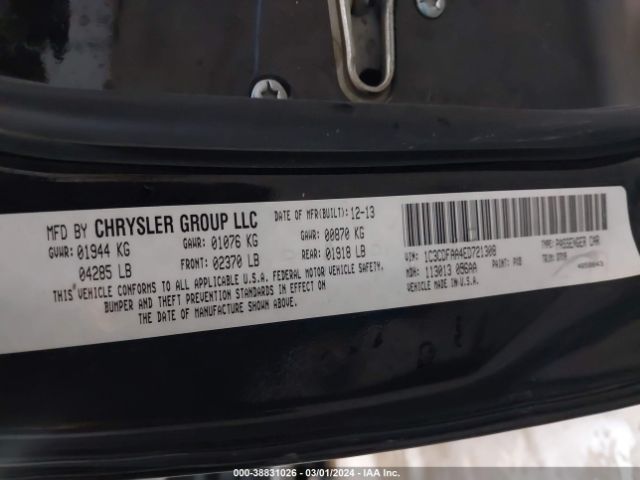 MFD BY CHRYSLER GROUP LLC DATE OF MFR(BUILT): 12-13
GVWR: 01944 KG GAWR: 01076 KG GAWR: 00870 KG
04285 LB FRONT: 02370 LB REAR: 01918 LB
THIS VEHICLE CONFORMS TO ALL APPLICABLE U.S.A. FEDERAL MOTOR VEHICLE SAFETY,
BUMPER AND THEFT PREVENTION STANDARDS IN EFFECT ON
THE DATE OF MANUFACTURE SHOWN ABOVE.
VIN: 1C3CDFAA4ED721308 TYPE: PASSENGER CAR
MDH: 113013 096AA PAINT: PXB TRIM:
VEHICLE MADE IN U.S.A.
000-38831026 | 03/01/2024 | IAA Inc.